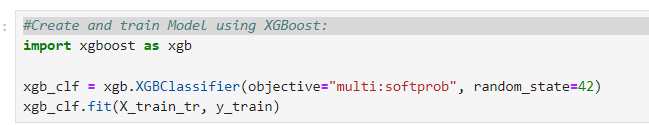 #Create and train Model using XGBoost:
import xgboost as xgb
xgb_clf = xgb.XGBClassifier(objective="multi:softprob", random_state=42)
xgb_clf.fit(X_train_tr, y_train)